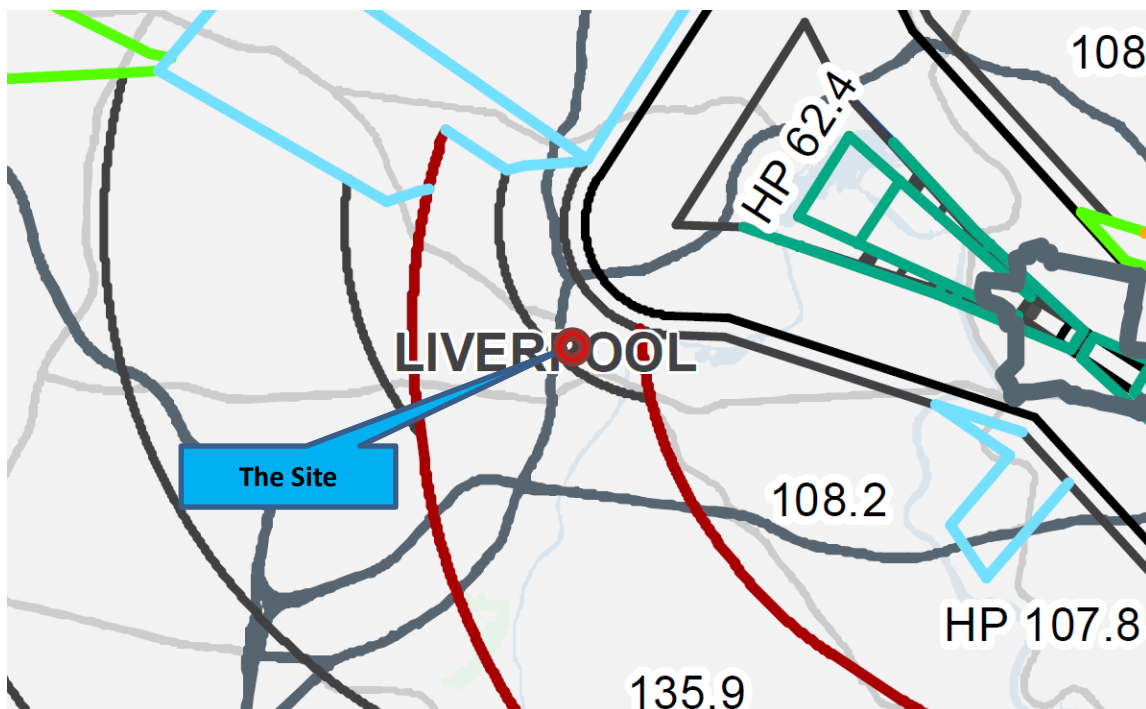 108
HP 62.4
LIVERPOOL
The Site
108.2
HP 107.8
135.9